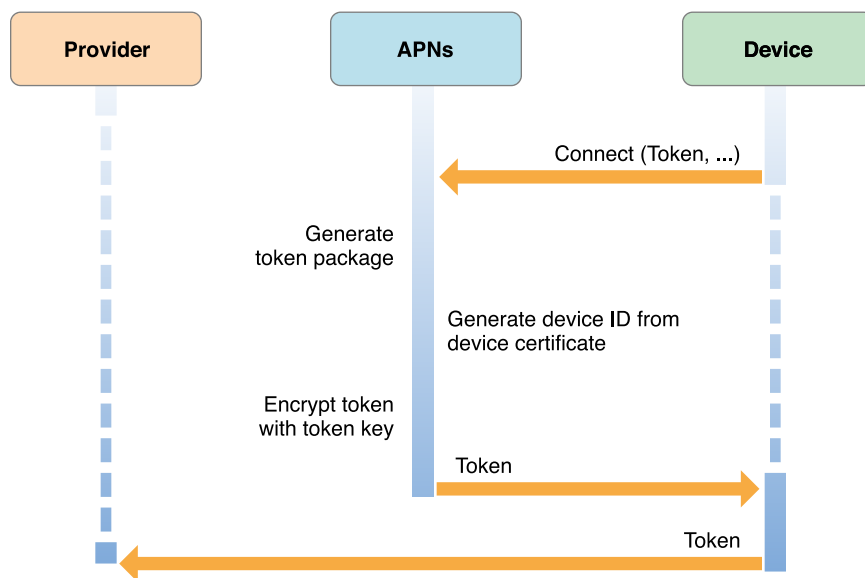 Provider
APNs
Device
Connect (Token, ...)
Generate
token package
Generate device ID from
device certificate
Encrypt token
with token key
Token
Token